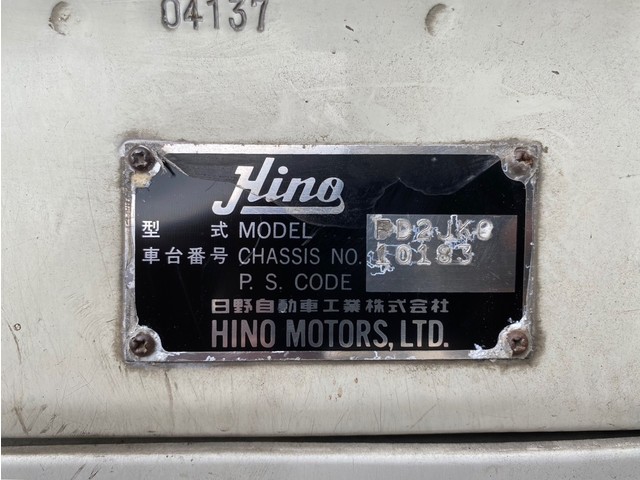 04137
Hino
型 式 MODEL
車台番号 CHASSIS NO. 10183
P. S. CODE
日野自動車工業株式会社
HINO MOTORS, LTD.